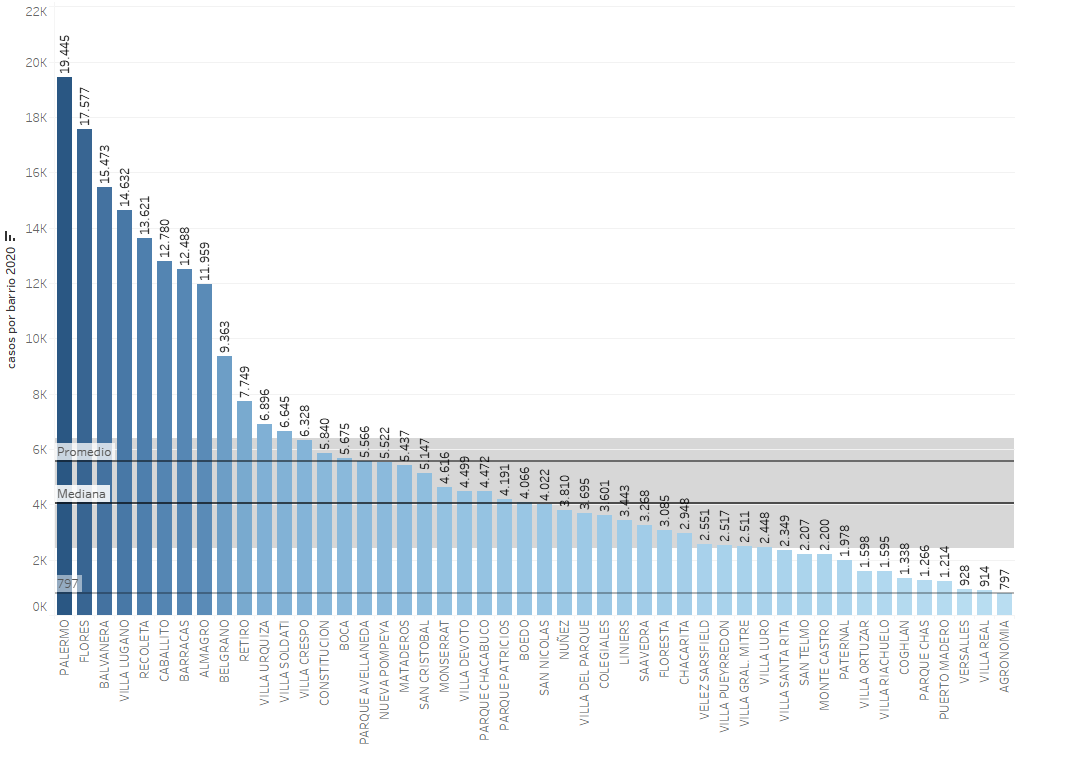 22K
20K
18K
16K
14K
12K
10K
8K
6K
4K
2K
0K
casos por barrio 2020
19.445
17.577
15.473
14.632
13.621
12.780
12.488
11.959
9.363
7.749
6.896
6.645
6.328
5.840
5.675
5.566
5.522
5.437
5.147
4.616
4.499
4.472
4.191
4.066
4.022
3.810
3.695
3.601
3.443
3.268
3.085
2.948
2.551
2.517
2.511
2.448
2.349
2.207
2.200
1.978
1.598
1.595
1.338
1.266
1.214
928
914
797
Promedio
Mediana
797
PALERMO
FLORES
BALVANERA
VILLA LUGANO
RECOLETA
CABALLITO
BARRACAS
ALMAGRO
BELGRANO
RETIRO
VILLA URQUIZA
VILLA SOLDATI
VILLA CRESPO
CONSTITUCION
BOCA
PARQUE AVELLANEDA
NUEVA POMPEYA
MATADEROS
SAN CRISTOBAL
MONSERRAT
VILLA DEVOTO
PARQUE CHACABUCO
PARQUE PATRICIOS
BOEDO
SAN NICOLAS
NUÑEZ
VILLA DEL PARQUE
COLEGIALES
LINIERS
SAAVEDRA
FLORESTA
CHACARITA
VELEZ SARSFIELD
VILLA PUEYRREDON
VILLA GRAL. MITRE
VILLA LURO
VILLA SANTA RITA
SAN TELMO
MONTE CASTRO
PATERNAL
VILLA ORTUZAR
VILLA RIACHUELO
COGHLAN
PARQUE CHAS
PUERTO MADERO
VERSALLES
VILLA REAL
AGRONOMIA